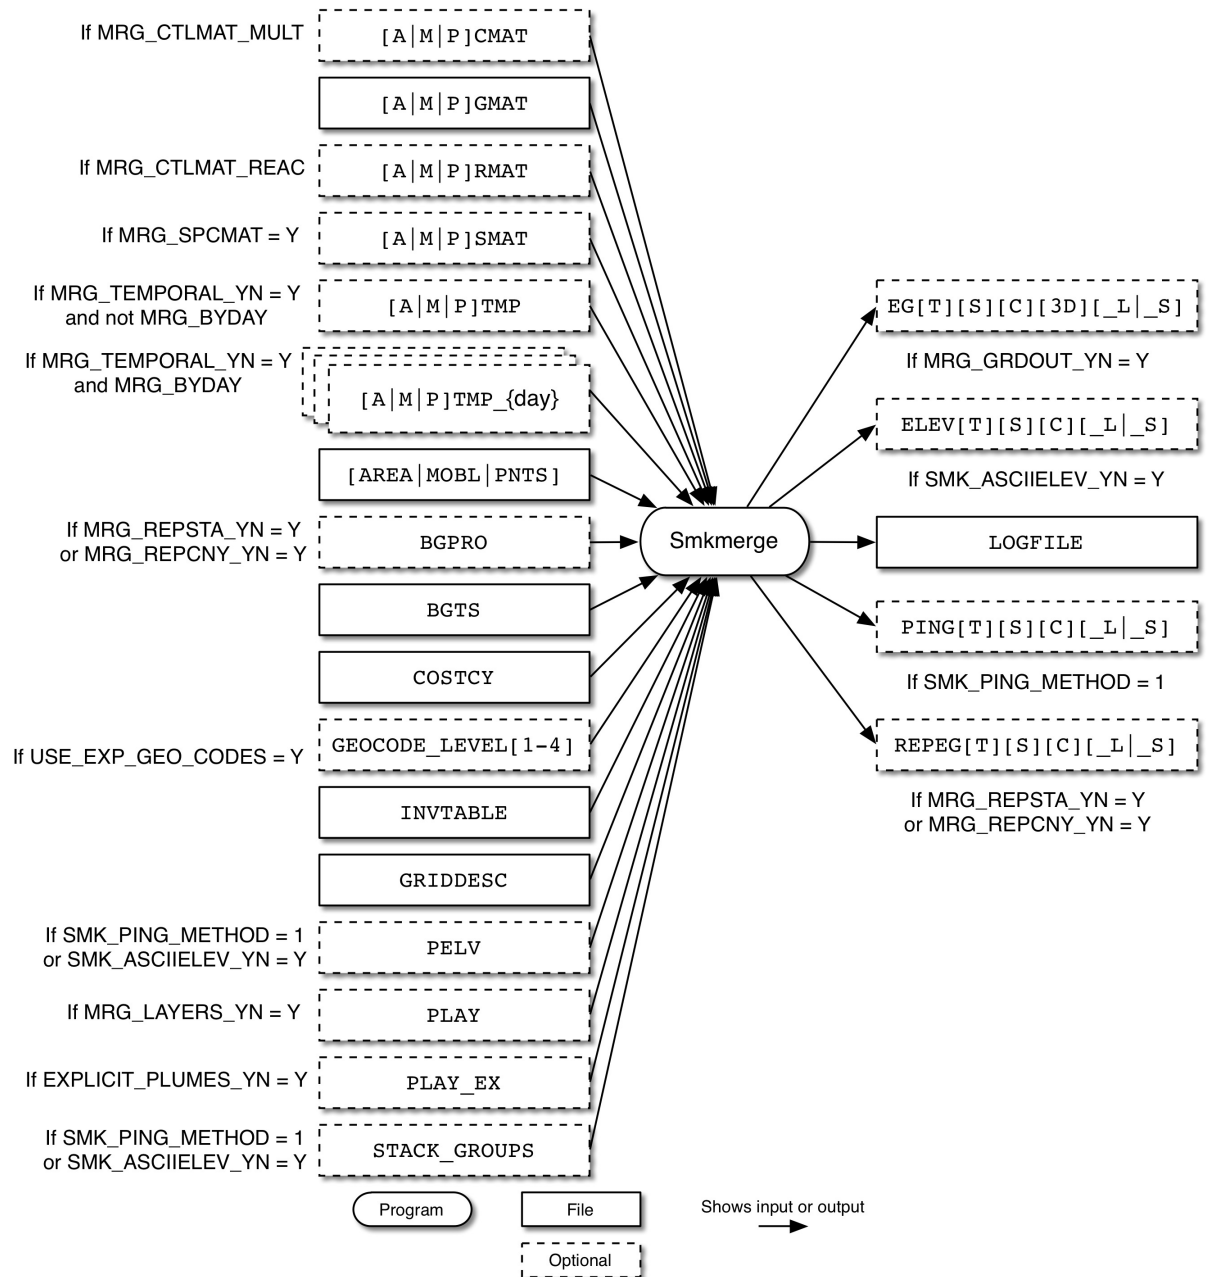 If MRG_CTLMAT_MULT
[A|M|P]CMAT
[A|M|P]GMAT
If MRG_CTLMAT_REAC
[A|M|P]RMAT
If MRG_SPCMAT = Y
[A|M|P]SMAT
If MRG_TEMPORAL_YN = Y
and not MRG_BYDAY
[A|M|P]TMP
If MRG_TEMPORAL_YN = Y
and MRG_BYDAY
[A|M|P]TMP_{day}
[AREA|MOBL|PNTS]
If MRG_REPSTA_YN = Y
or MRG_REPCNY_YN = Y
BGPRO
BGTS
COSTCY
If USE_EXP_GEO_CODES = Y
GEOCODE_LEVEL[1-4]
INVTABLE
GRIDDESC
If SMK_PING_METHOD = 1
or SMK_ASCIIELEV_YN = Y
PELV
If MRG_LAYERS_YN = Y
PLAY
If EXPLICIT_PLUMES_YN = Y
PLAY_EX
If SMK_PING_METHOD = 1
or SMK_ASCIIELEV_YN = Y
STACK_GROUPS
Smkmerge
EG[T][S][C][3D][_L|_S]
If MRG_GRDOUT_YN = Y
ELEV[T][S][C][_L|_S]
If SMK_ASCIIELEV_YN = Y
LOGFILE
PING[T][S][C][_L|_S]
If SMK_PING_METHOD = 1
REPEG[T][S][C][_L|_S]
If MRG_REPSTA_YN = Y
or MRG_REPCNY_YN = Y
Program
File
Shows input or output
Optional